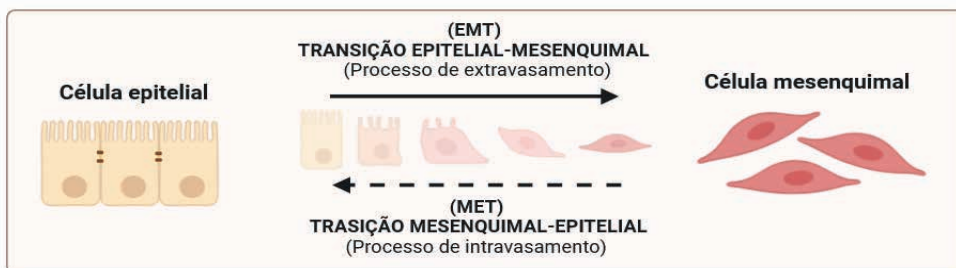 (EMT)
TRANSIÇÃO EPITELIAL-MESENQUIMAL
(Processo de extravasamento)
Célula epitelial
Célula mesenquimal
(MET)
TRASIÇÃO MESENQUIMAL-EPITELIAL
(Processo de intravasamento)